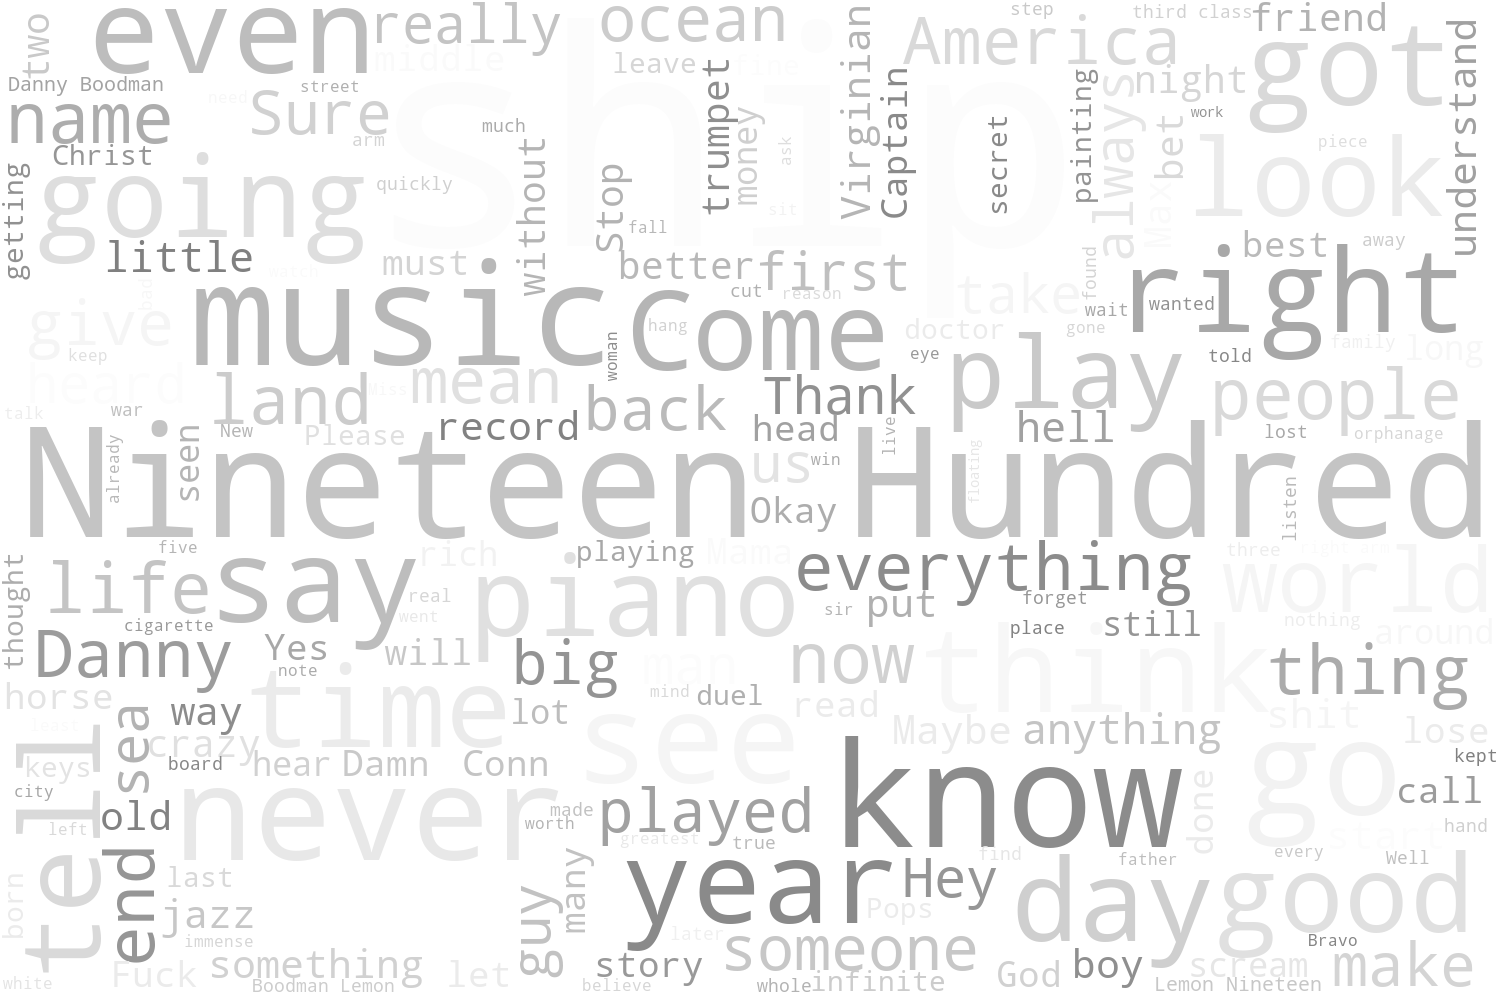 even
really
two
middle
ship
ocean
step
third class
friend
America
got
Danny Boodman
street
leave
fine
Virginian
night
name
need
Sure
much
trumpet
money
Captain
painting
always
work
understand
arm
Christ
without
Stop
ask
secret
bet
piece
look
getting
going
quickly
sit
Max
little
fall
best
away
must
better
first
found
right
bad
watch
music
Come
cut
reason
take
wait
wanted
give
hang
doctor
gone
family
long
keep
woman
eye
play
told
heard
land
Miss
mean
Thank
people
talk
war
record
back
head
hell
lost
orphanage
New
Please
already
seen
us
win
live
floating
Nineteen Hundred
Okay
listen
five
rich
playing
Mama
everything
three
right arm
thought
life
say
real
went
piano
sir
put
forget
world
nothing
around
cigarette
place
still
Danny
Yes
note
will
big
man
now
think
thing
horse
time
mind
duel
read
shit
way
lot
see
Maybe
anything
lose
least
sea
crazy
tell
keys
board
hear
Damn
Conn
go
kept
city
never
know
call
old
left
made
worth
played
done
hand
greatest
true
find
father
every
Well
born
end
last
guy
many
year
Hey
day
good
jazz
start
Pops
immense
later
someone
Bravo
white
Fuck
something
let
story
infinite
God
boy
scream
make
Boodman Lemon
believe
whole
Lemon Nineteen